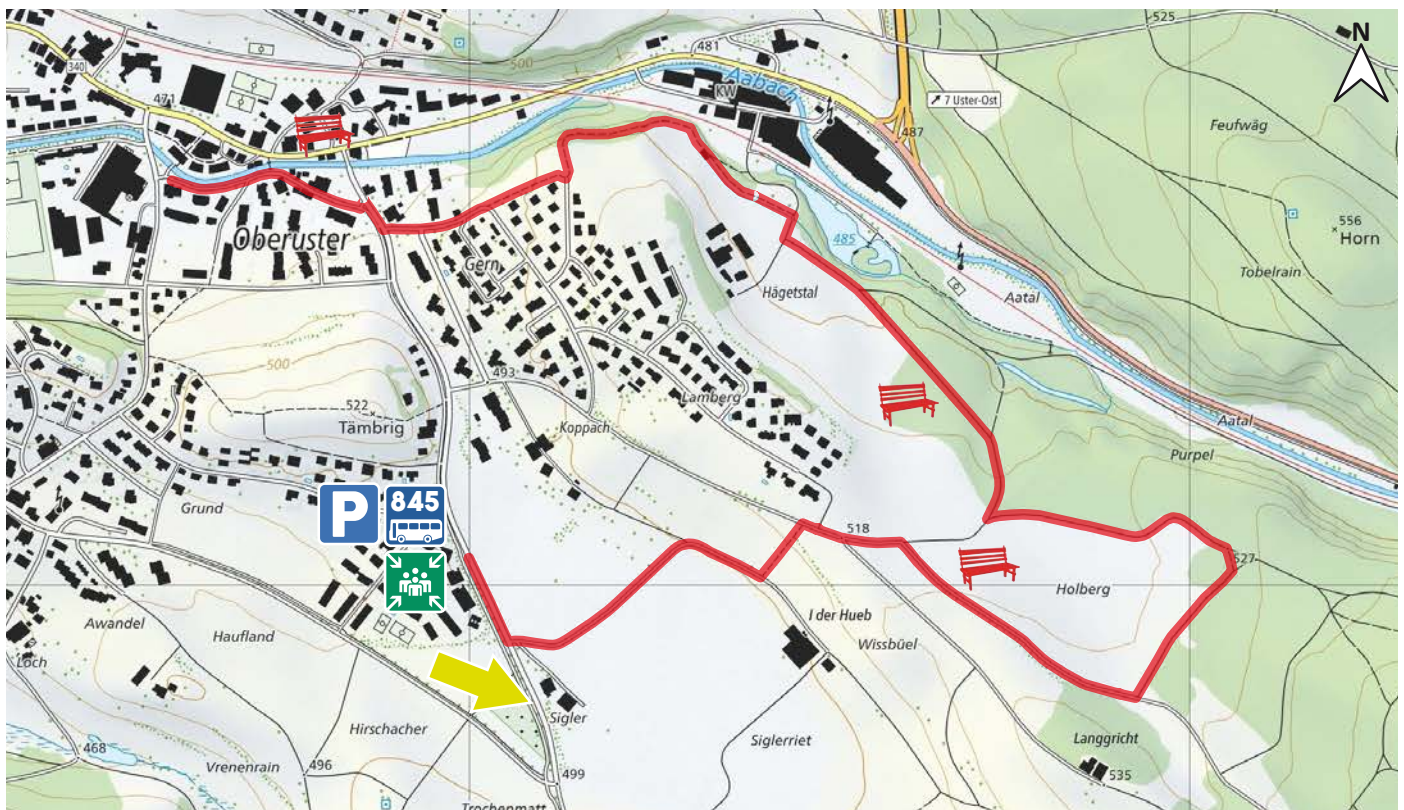 525
N
481
500
340
KW
Aabach
471
7 Uster-Ost
487
Feufwäg
556
Horn
Oberuster
485
Gern
Tobelrain
Hägetstal
Aatal
500
493
522
Tämbrig
Lamberg
Koppach
Aatal
Purpel
P
845
Grund
518
527
Holberg
Awandel
Haufland
I der Hueb
Wissbüel
Loch
Hirschacher
Sigler
Siglerriet
Langgricht
468
Vrenenrain
496
499
535
Trochenmatt